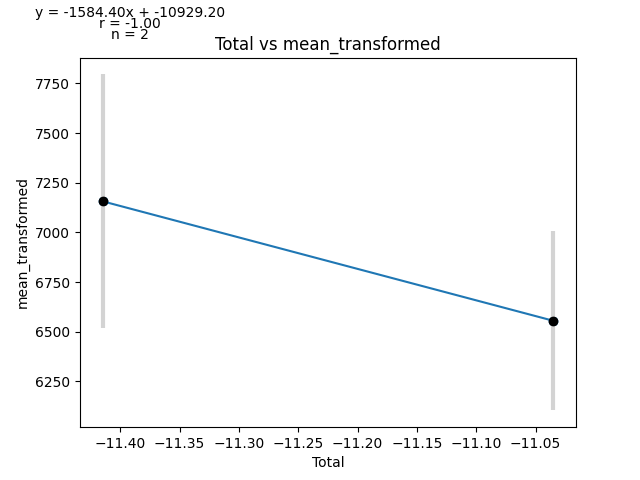 y = -1584.40x + -10929.20
r = -1.00
n = 2
Total vs mean_transformed
7750
7500
7250
7000
6750
6500
6250
mean_transformed
−11.40 −11.35 −11.30 −11.25 −11.20 −11.15 −11.10 −11.05
Total